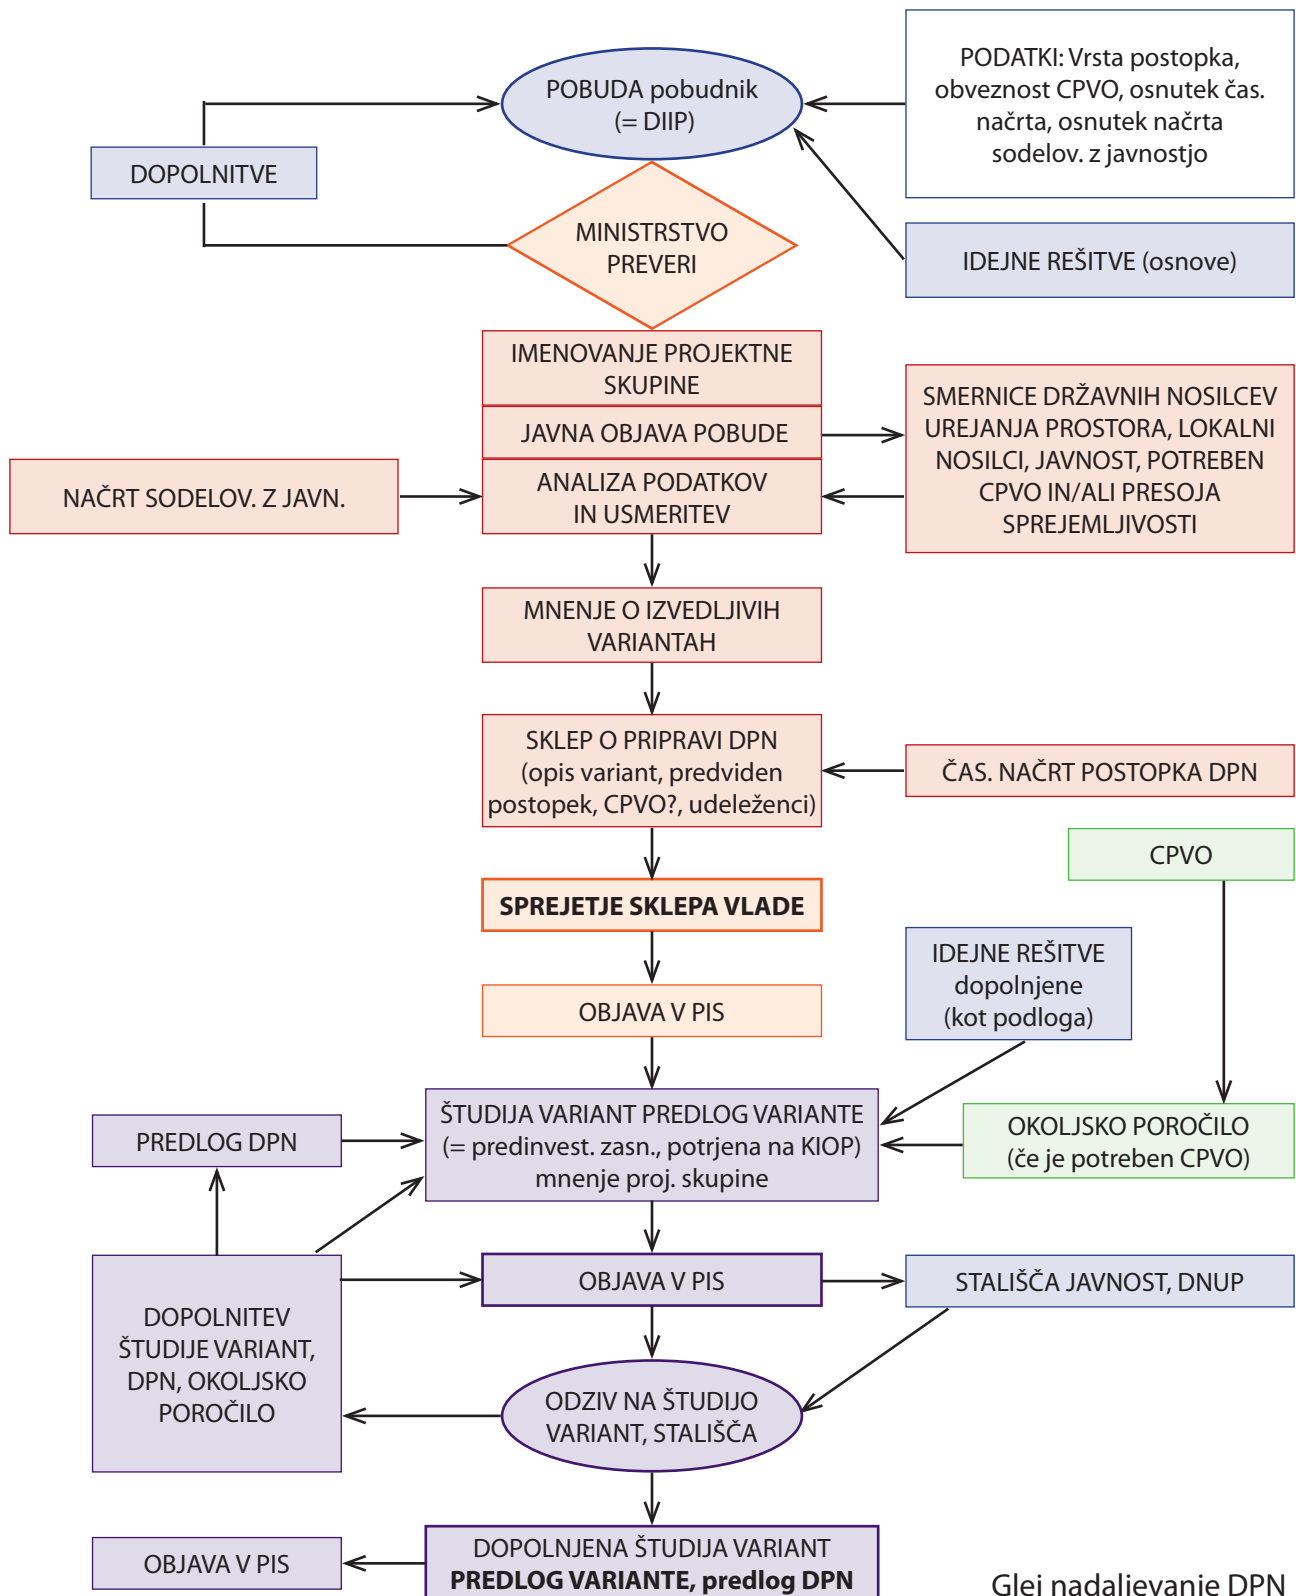 POBUDA pobudnik
(= DIIP)
PODATKI: Vrsta postopka,
obveznost CPVO, osnutek čas.
načrta, osnutek načrta
sodelov. z javnostjo
DOPOLNITVE
MINISTRSTVO
PREVERI
IDEJNE REŠITVE (osnove)
IMENOVANJE PROJEKTNE
SKUPINE
JAVNA OBJAVA POBUDE
ANALIZA PODATKOV
IN USMERITEV
SMERNICE DRŽAVNIH NOSILCEV
UREJANJA PROSTORA, LOKALNI
NOSILCI, JAVNOST, POTREBEN
CPVO IN/ALI PRESOJA
SPREJEMLJIVOSTI
NAČRT SODELOV. Z JAVN.
MNENJE O IZVEDLJIVIH
VARIANTAH
SKLEP O PRIPRAVI DPN
(opis variant, predviden
postopek, CPVO?, udeleženci)
ČAS. NAČRT POSTOPKA DPN
CPVO
SPREJETJE SKLEPA VLADE
IDEJNE REŠITVE
dopolnjene
(kot podloga)
OBJAVA V PIS
ŠTUDIJA VARIANT PREDLOG VARIANTE
(= predinvest. zasn., potrjena na KIOP)
mnenje proj. skupine
PREDLOG DPN
OKOLJSKO POROČILO
(če je potreben CPVO)
OBJAVA V PIS
STALIŠČA JAVNOST, DNUP
DOPOLNITEV
ŠTUDIJE VARIANT,
DPN, OKOLJSKO
POROČILO
ODZIV NA ŠTUDIJO
VARIANT, STALIŠČA
OBJAVA V PIS
DOPOLNJENA ŠTUDIJA VARIANT
PREDLOG VARIANTE, predlog DPN
Glej nadaljevanje DPN